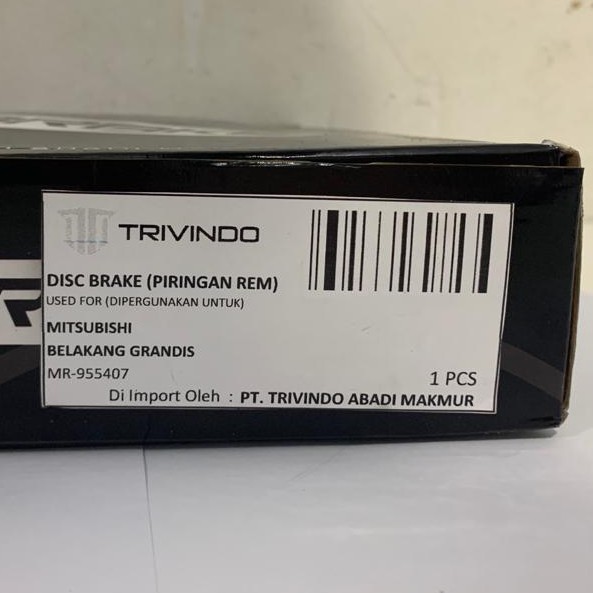 TRIVINDO
DISC BRAKE (PIRINGAN REM)
USED FOR (DIPERGUNAKAN UNTUK)
MITSUBISHI
BELAKANG GRANDIS
MR-955407
1 PCS
Di Import Oleh : PT. TRIVINDO ABADI MAKMUR